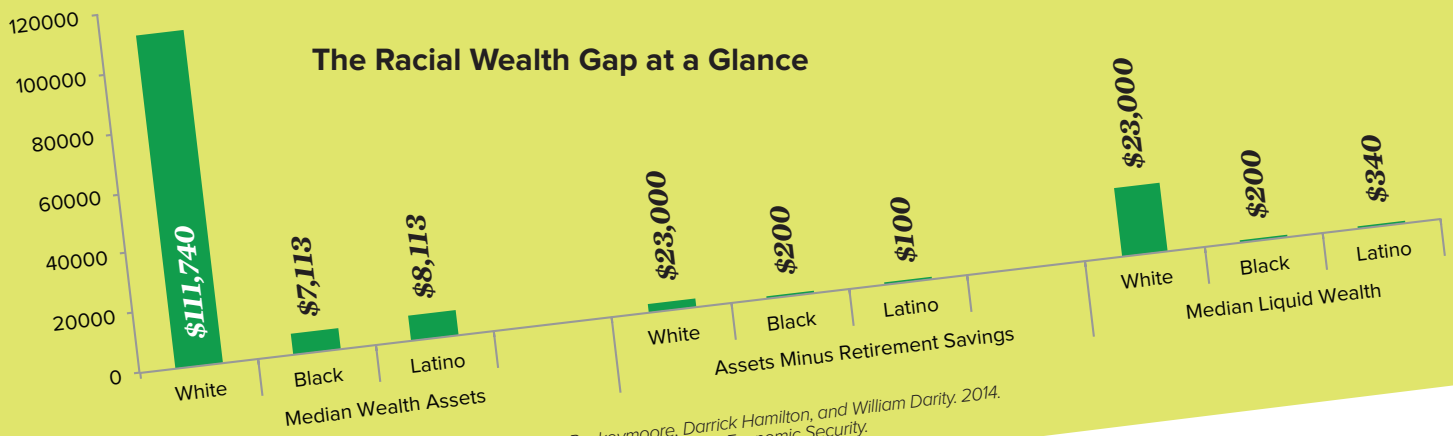 The Racial Wealth Gap at a Glance
120000
100000
80000
60000
40000
20000
0
$111,740
$7,113
$8,113
$23,000
$200
$100
$23,000
$200
$340
White
Black
Latino
White
Black
Latino
White
Black
Latino
Median Wealth Assets
Assets Minus Retirement Savings
Median Liquid Wealth
Darrick Hamilton, and William Darity. 2014.
Security.